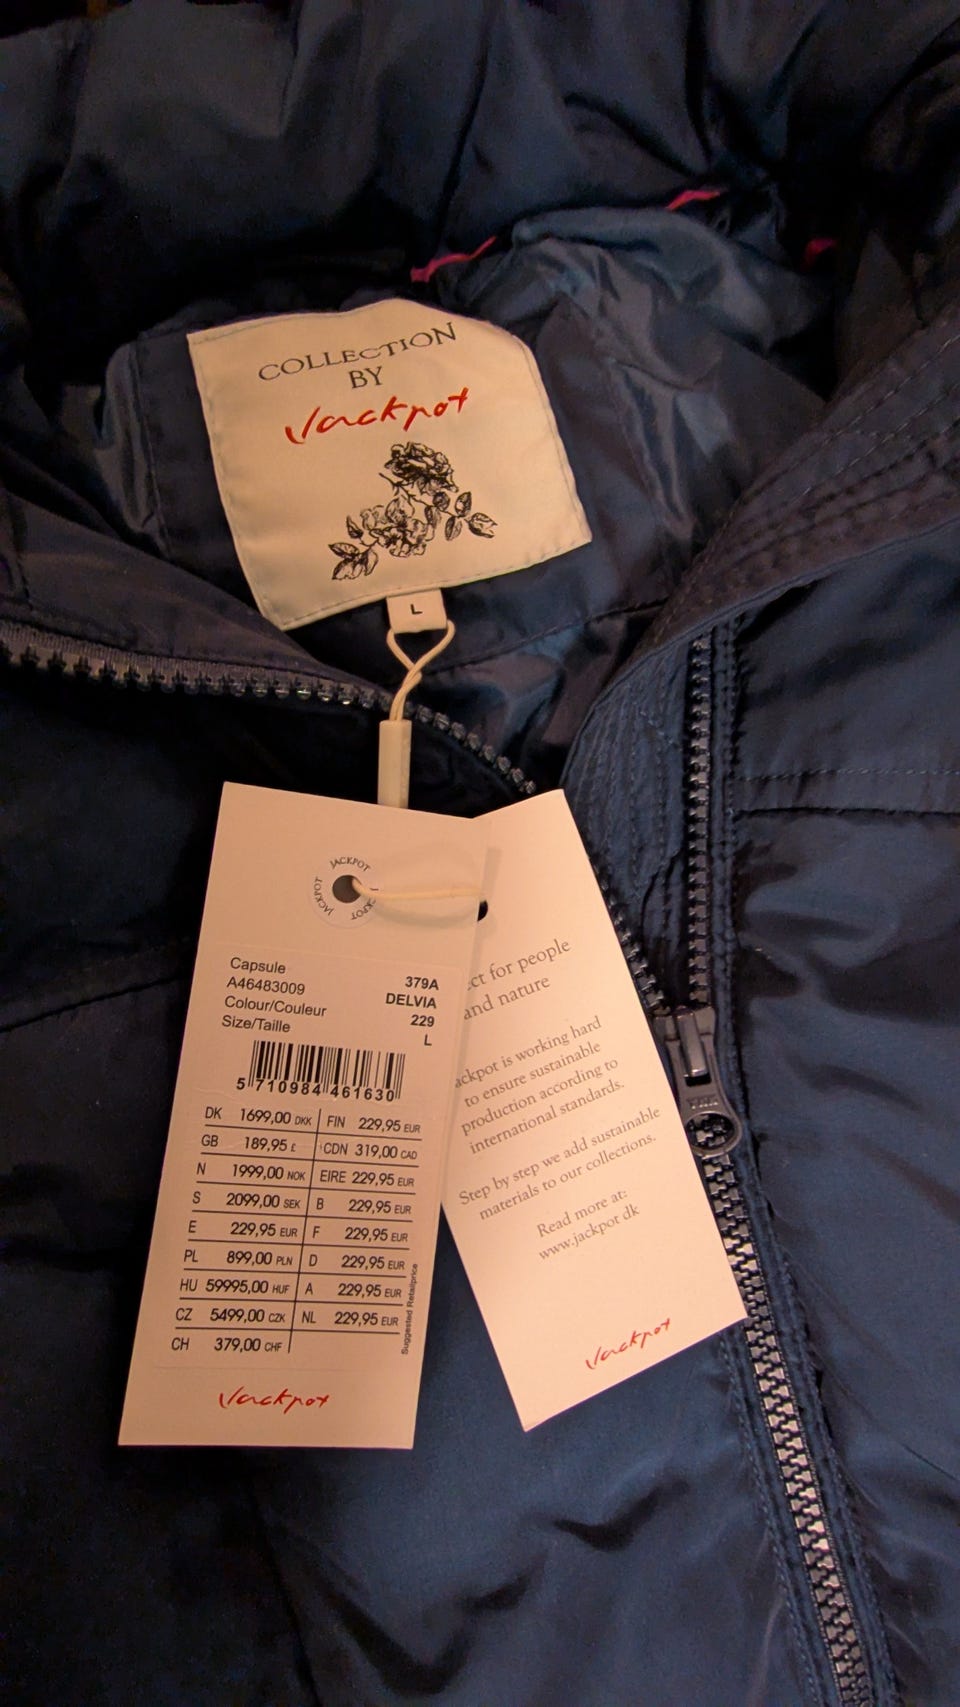 COLLECTION
BY
Jackpot
L
JACKPOT
JACKPOT
Capsule 379A
A46483009 DELVIA
Colour/Couleur 229
Size/Taille L
5 710984 461630
DK 1699,00 DKK FIN 229,95 EUR
GB 189,95 £ CDN 319,00 CAD
N 1999,00 NOK EIRE 229,95 EUR
S 2099,00 SEK B 229,95 EUR
E 229,95 EUR F 229,95 EUR
PL 899,00 PLN D 229,95 EUR
HU 59995,00 HUF A 229,95 EUR
CZ 5499,00 CZK NL 229,95 EUR
CH 379,00 CHF
Suggested Retailprice
Jackpot
for people
and nature
is working hard
to ensure sustainable
production according to
international standards.
Step by step we add sustainable
materials to our collections.
Read more at:
www.jackpot.dk
Jackpot